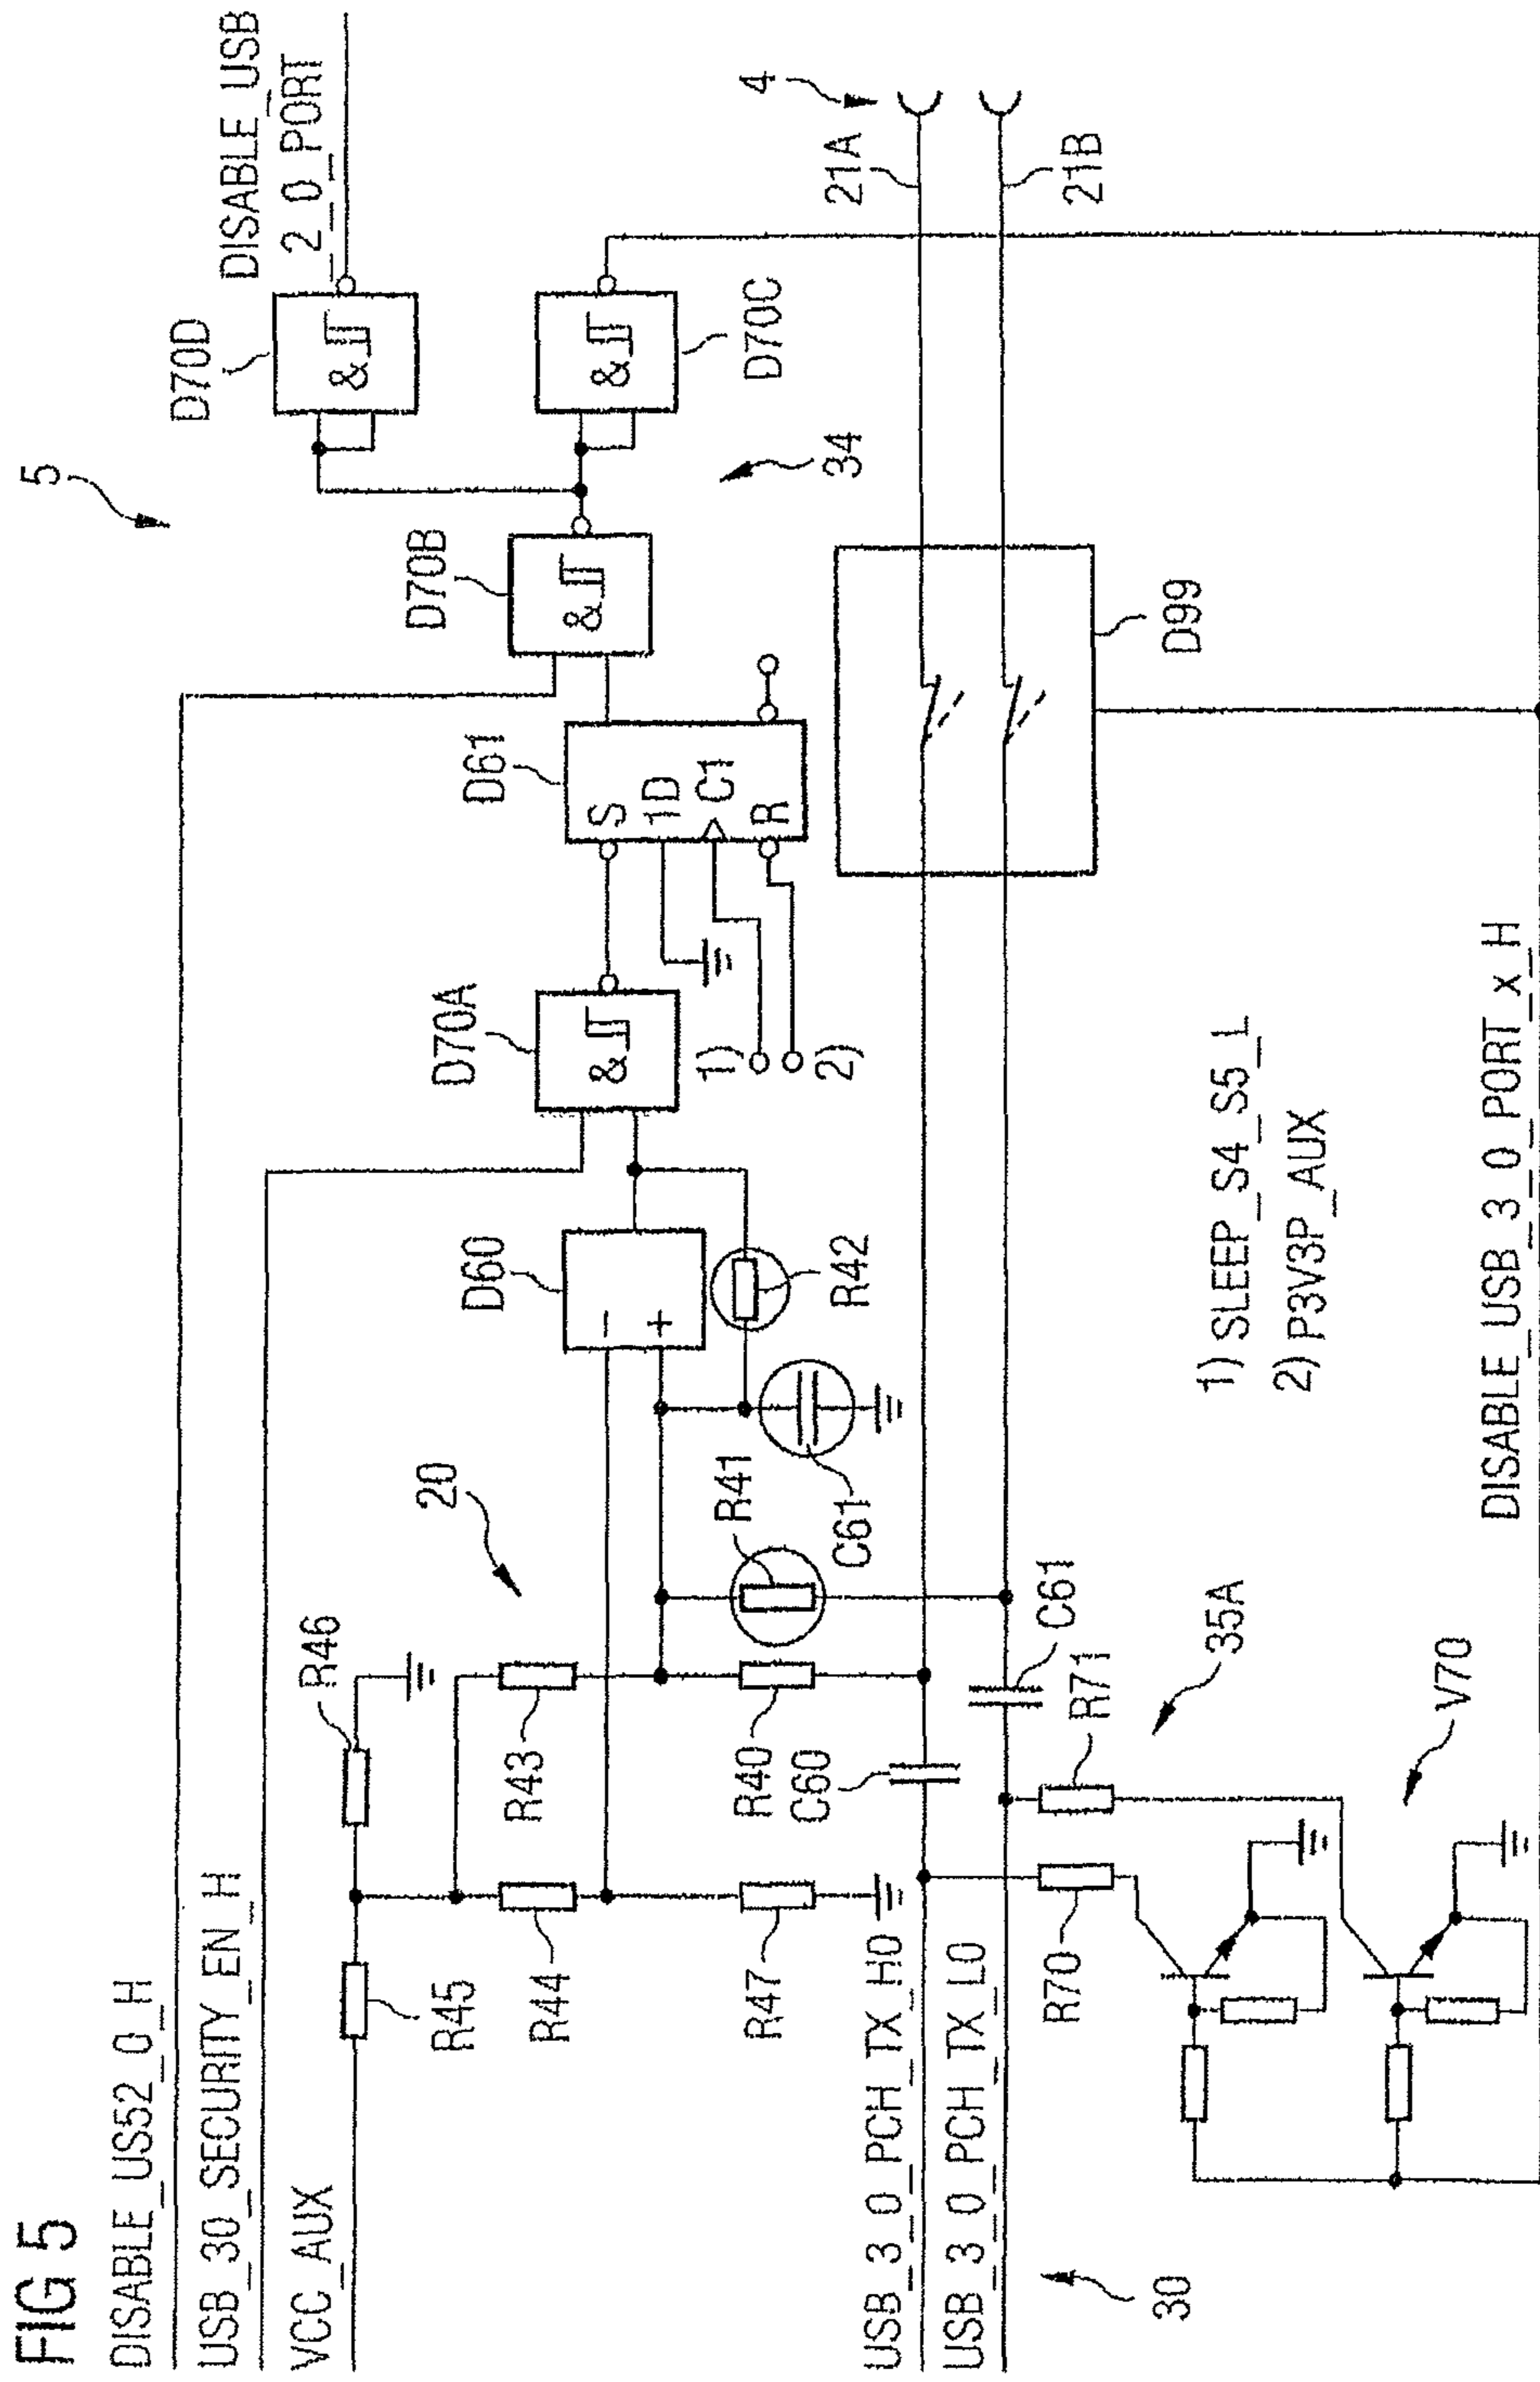 FIG 5
DISABLE_US52_0_H
USB_30_SECURITY_EN_H
VCC_AUX
R45
R46
R44
R43
R47
R40
C60
20
R41
C61
R42
D60
D70A
1)
2)
D61
S
1D
C1
R
D70B
5
D70D
D70C
34
DISABLE_USB
_2_0_PORT
&
&
&
&
-
+
4
21A
21B
D99
USB_3_0_PCH_TX_H0
USB_3_0_PCH_TX_L0
30
R70
R71
C61
35A
V70
1) SLEEP_S4_S5_L
2) P3V3P_AUX
DISABLE_USB_3_0_PORT_x_H